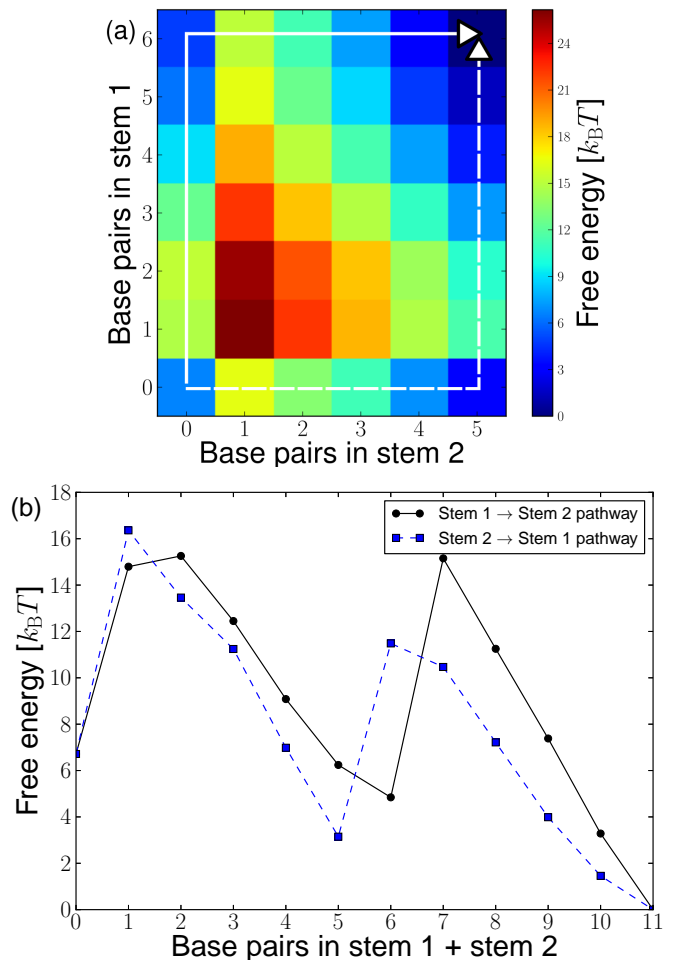 (a)
Base pairs in stem 1
6
5
4
3
2
1
0
0 1 2 3 4 5
Base pairs in stem 2
24
21
18
15
12
9
6
3
0
Free energy [k_BT]
(b)
Free energy [k_BT]
18
16
14
12
10
8
6
4
2
0
Stem 1 → Stem 2 pathway
Stem 2 → Stem 1 pathway
0 1 2 3 4 5 6 7 8 9 10 11
Base pairs in stem 1 + stem 2